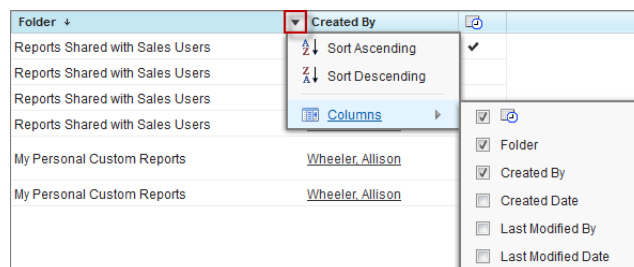 Folder ↓ Created By
Reports Shared with Sales Users
Sort Ascending
Reports Shared with Sales Users
Sort Descending
Reports Shared with Sales Users
Reports Shared with Sales Users
Columns
Folder
My Personal Custom Reports Wheeler, Allison
Created By
My Personal Custom Reports Wheeler, Allison
Created Date
Last Modified By
Last Modified Date